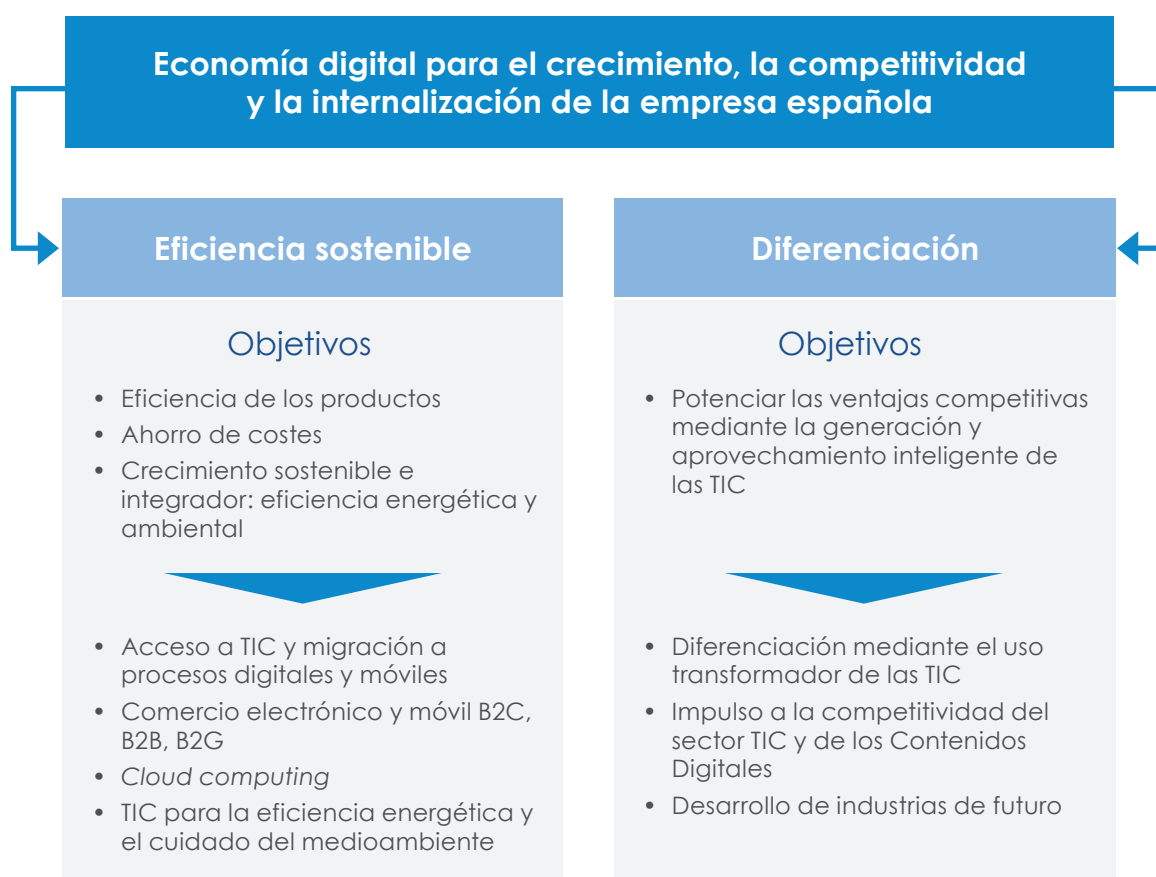 Economía digital para el crecimiento, la competitividad
y la internalización de la empresa española
Eficiencia sostenible
Objetivos
• Eficiencia de los productos
• Ahorro de costes
• Crecimiento sostenible e
integrador: eficiencia energética y
ambiental
• Acceso a TIC y migración a
procesos digitales y móviles
• Comercio electrónico y móvil B2C,
B2B, B2G
• Cloud computing
• TIC para la eficiencia energética y
el cuidado del medioambiente
Diferenciación
Objetivos
• Potenciar las ventajas competitivas
mediante la generación y
aprovechamiento inteligente de
las TIC
• Diferenciación mediante el uso
transformador de las TIC
• Impulso a la competitividad del
sector TIC y de los Contenidos
Digitales
• Desarrollo de industrias de futuro